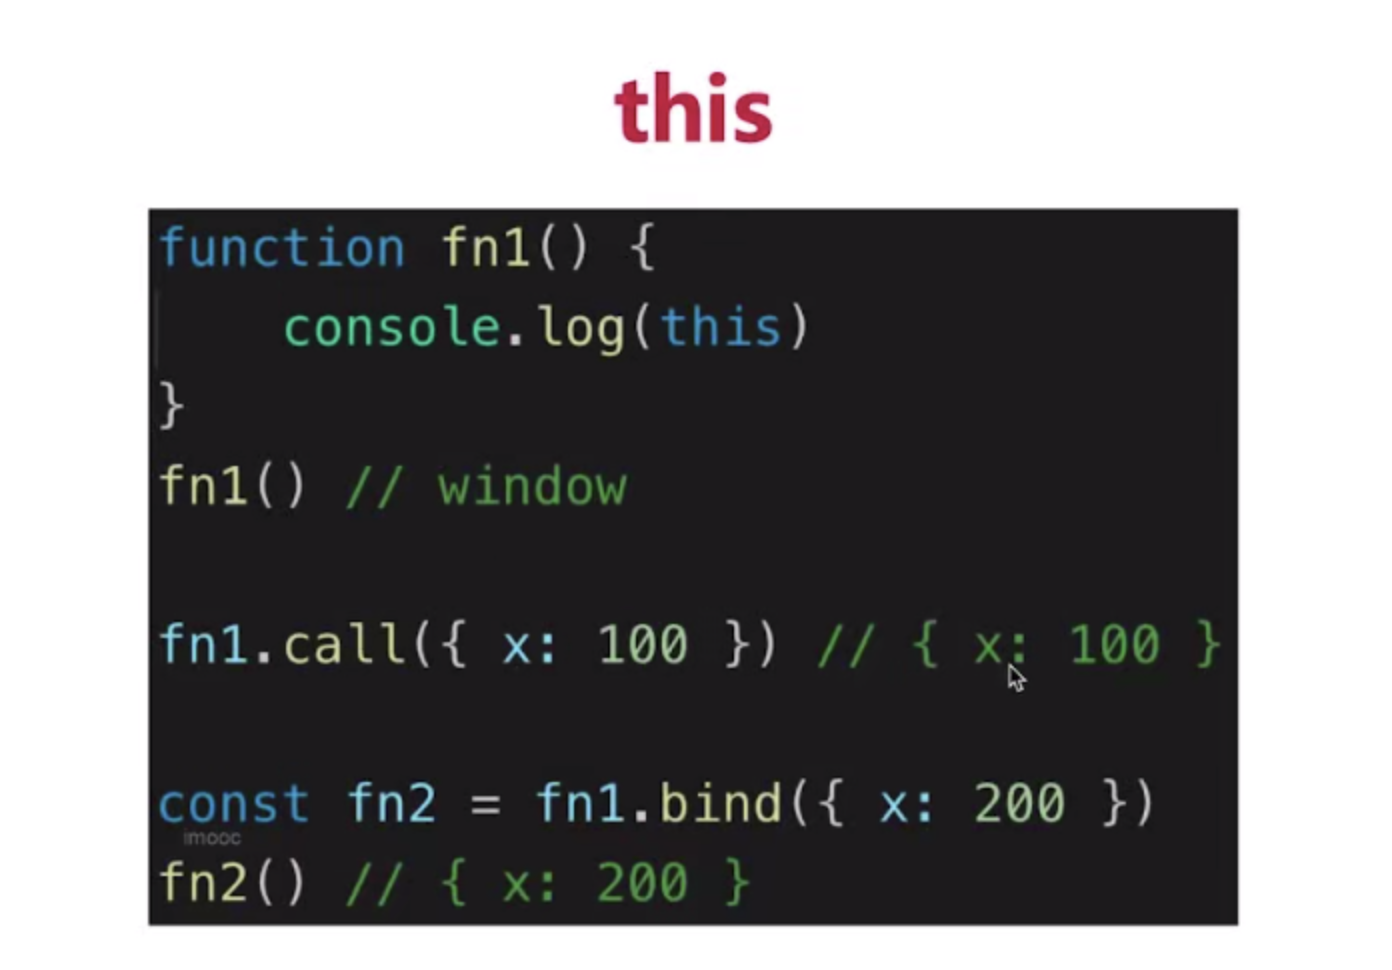 this
function fn1() {
    console.log(this)
}
fn1() // window
fn1.call({ x: 100 }) // { x: 100 }
const fn2 = fn1.bind({ x: 200 })
imooc
fn2() // { x: 200 }